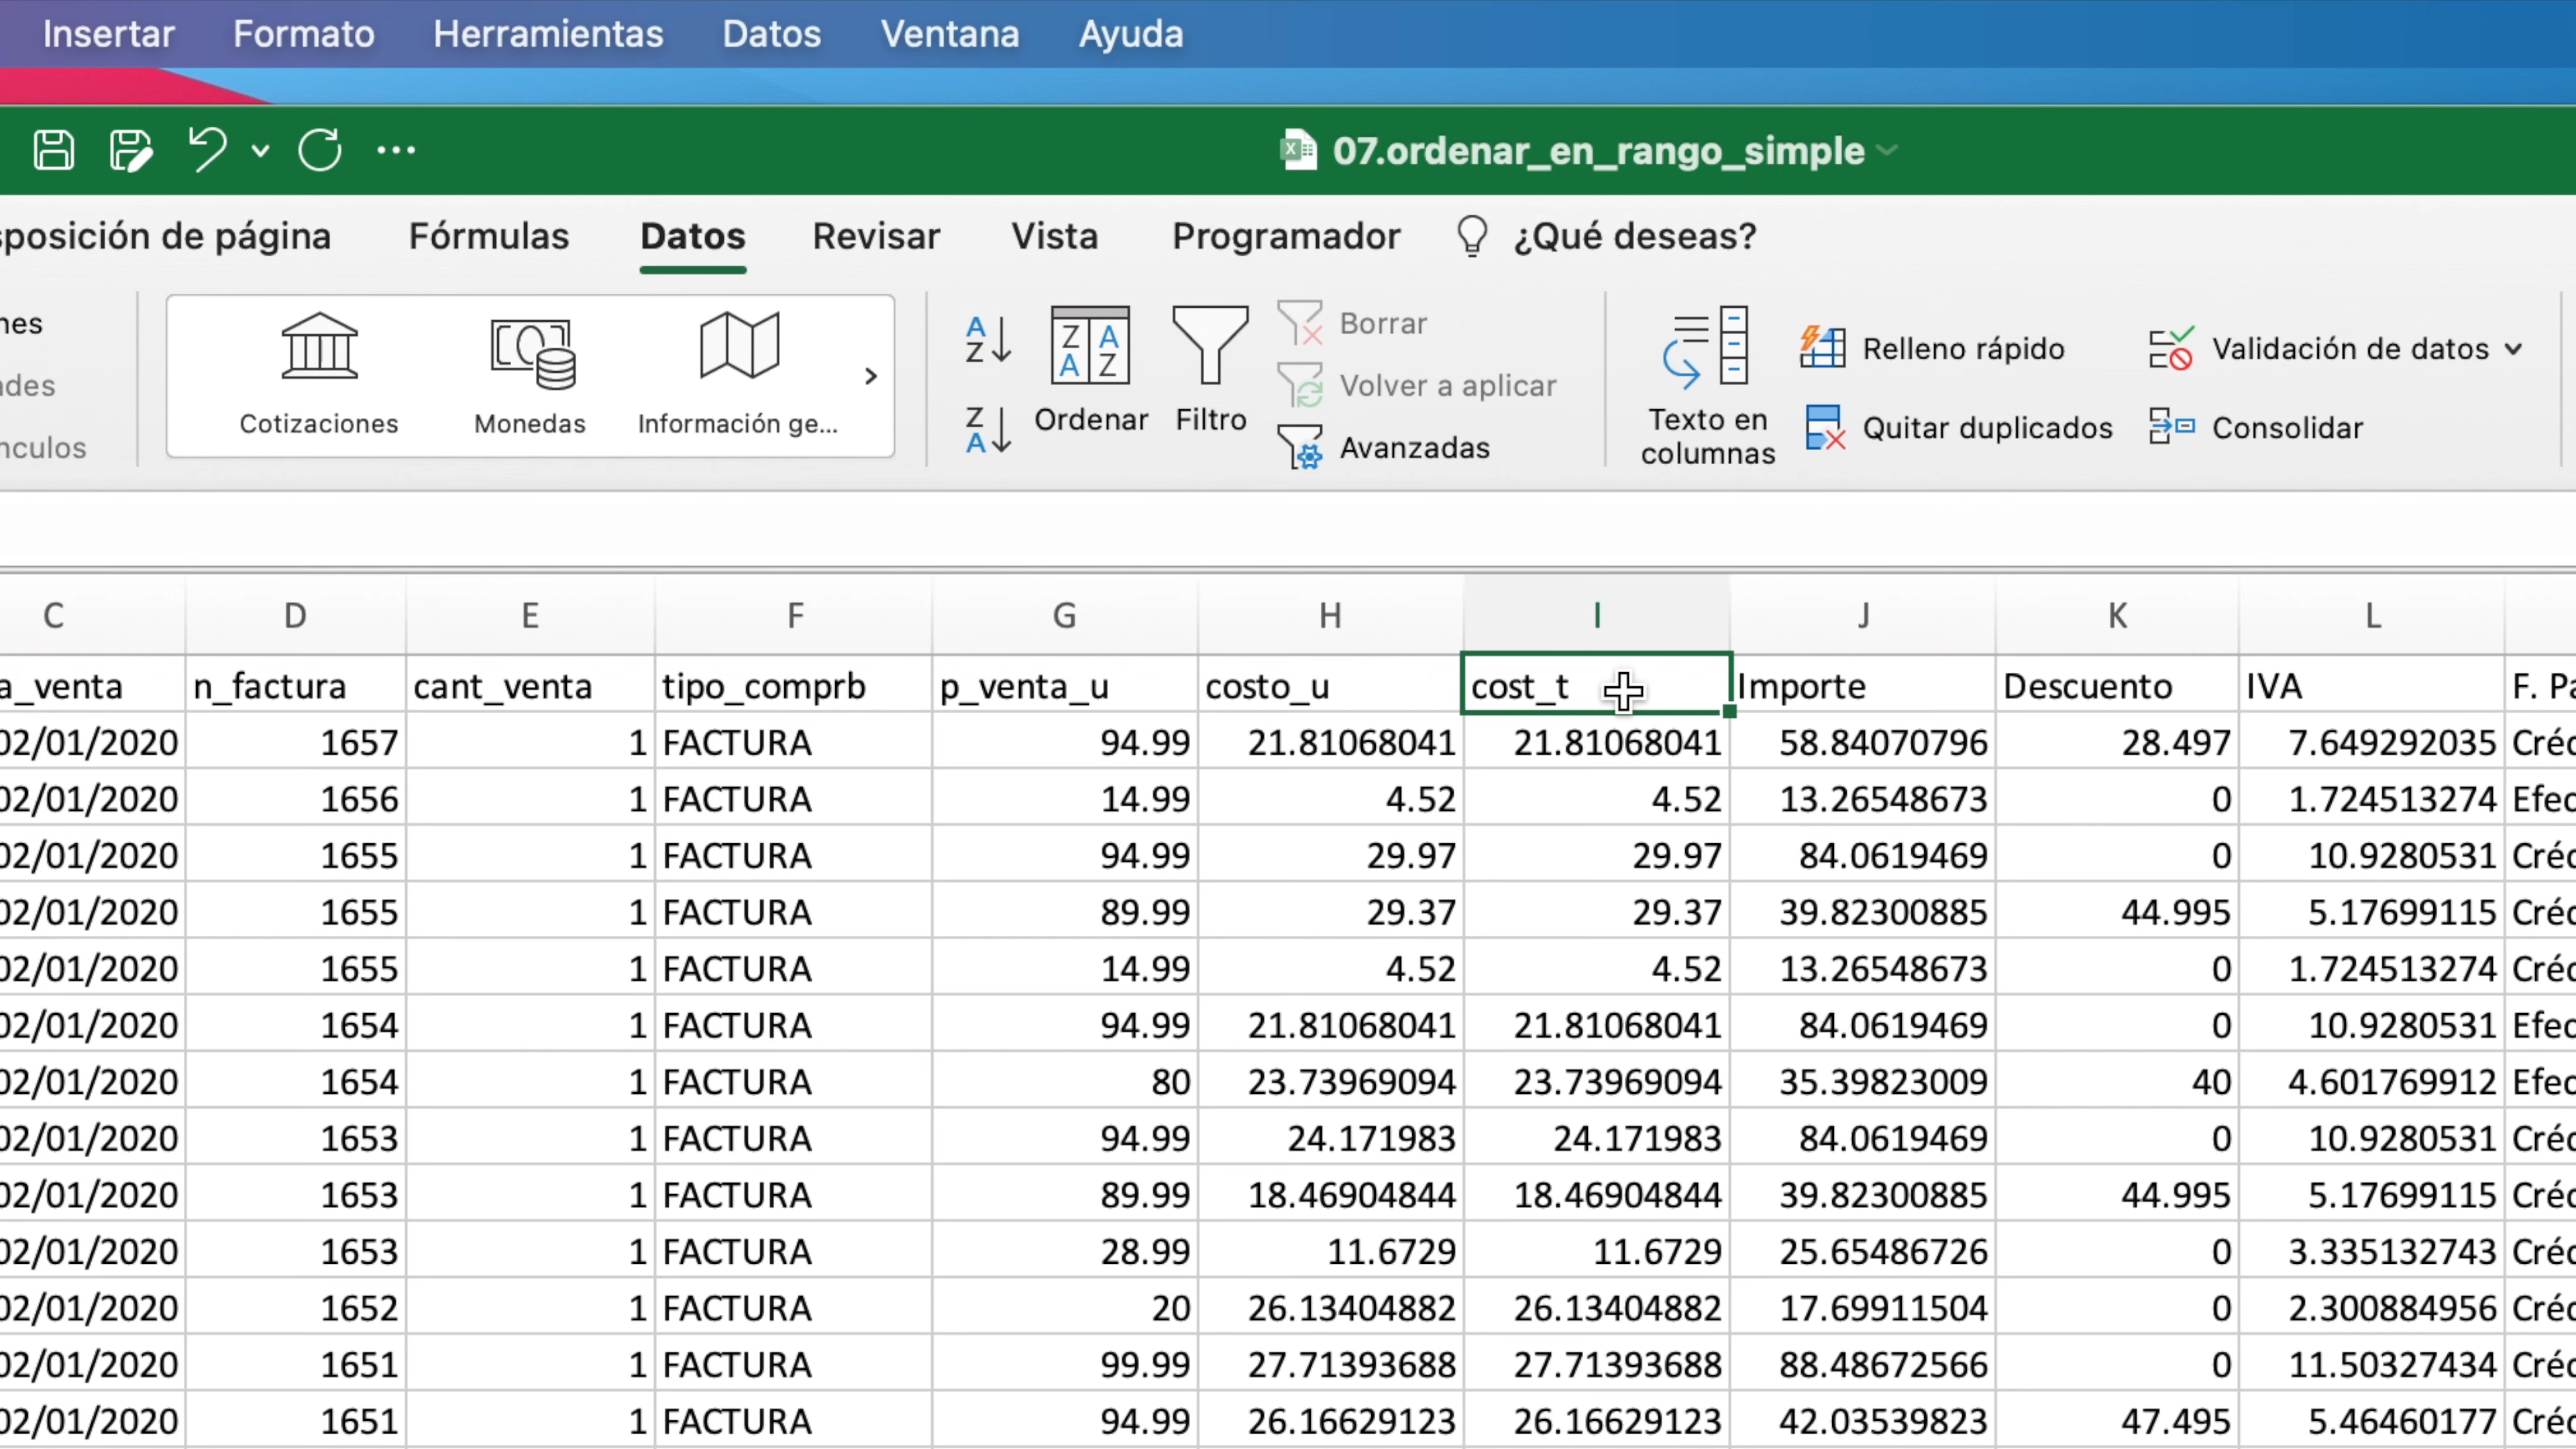 Insertar Formato Herramientas Datos Ventana Ayuda
07.ordenar_en_rango_simple
sposición de página Fórmulas Datos Revisar Vista Programador ¿Qué deseas?
nes
ades
nculos
Cotizaciones Monedas Información ge...
Ordenar Filtro
Borrar
Volver a aplicar
Avanzadas
Texto en
columnas
Relleno rápido
Quitar duplicados
Validación de datos
Consolidar
C D E F G H I J K L
a_venta n_factura cant_venta tipo_comprb p_venta_u costo_u cost_t Importe Descuento IVA F. Pa
02/01/2020 1657 1 FACTURA 94.99 21.81068041 21.81068041 58.84070796 28.497 7.649292035 Créc
02/01/2020 1656 1 FACTURA 14.99 4.52 4.52 13.26548673 0 1.724513274 Efec
02/01/2020 1655 1 FACTURA 94.99 29.97 29.97 84.0619469 0 10.9280531 Créc
02/01/2020 1655 1 FACTURA 89.99 29.37 29.37 39.82300885 44.995 5.17699115 Créc
02/01/2020 1655 1 FACTURA 14.99 4.52 4.52 13.26548673 0 1.724513274 Créc
02/01/2020 1654 1 FACTURA 94.99 21.81068041 21.81068041 84.0619469 0 10.9280531 Efec
02/01/2020 1654 1 FACTURA 80 23.73969094 23.73969094 35.39823009 40 4.601769912 Efec
02/01/2020 1653 1 FACTURA 94.99 24.171983 24.171983 84.0619469 0 10.9280531 Créc
02/01/2020 1653 1 FACTURA 89.99 18.46904844 18.46904844 39.82300885 44.995 5.17699115 Créc
02/01/2020 1653 1 FACTURA 28.99 11.6729 11.6729 25.65486726 0 3.335132743 Créc
02/01/2020 1652 1 FACTURA 20 26.13404882 26.13404882 17.69911504 0 2.300884956 Créc
02/01/2020 1651 1 FACTURA 99.99 27.71393688 27.71393688 88.48672566 0 11.50327434 Créc
02/01/2020 1651 1 FACTURA 94.99 26.16629123 26.16629123 42.03539823 47.495 5.46460177 Créc